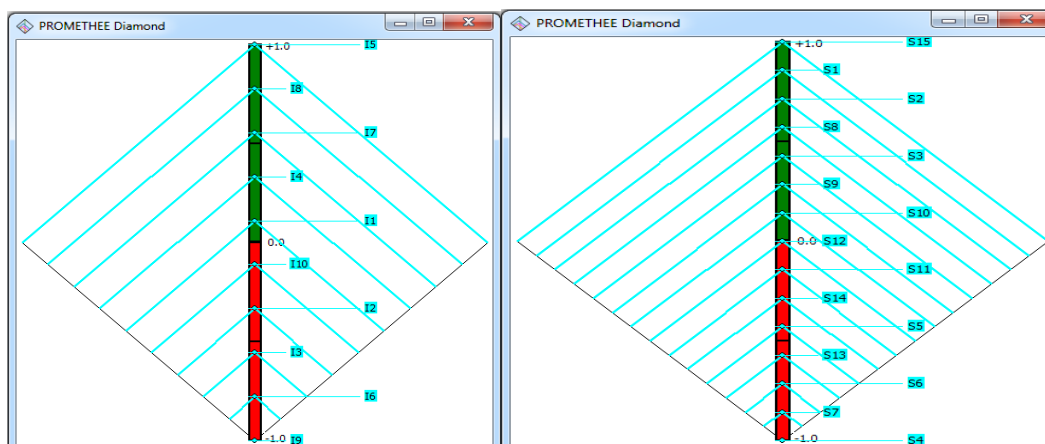 PROMETHEE Diamond
+1.0
I5
I8
I7
I4
I1
0.0
I10
I2
I3
I6
-1.0
I9
PROMETHEE Diamond
+1.0
S15
S1
S2
S8
S3
S9
S10
0.0
S12
S11
S14
S5
S13
S6
S7
-1.0
S4